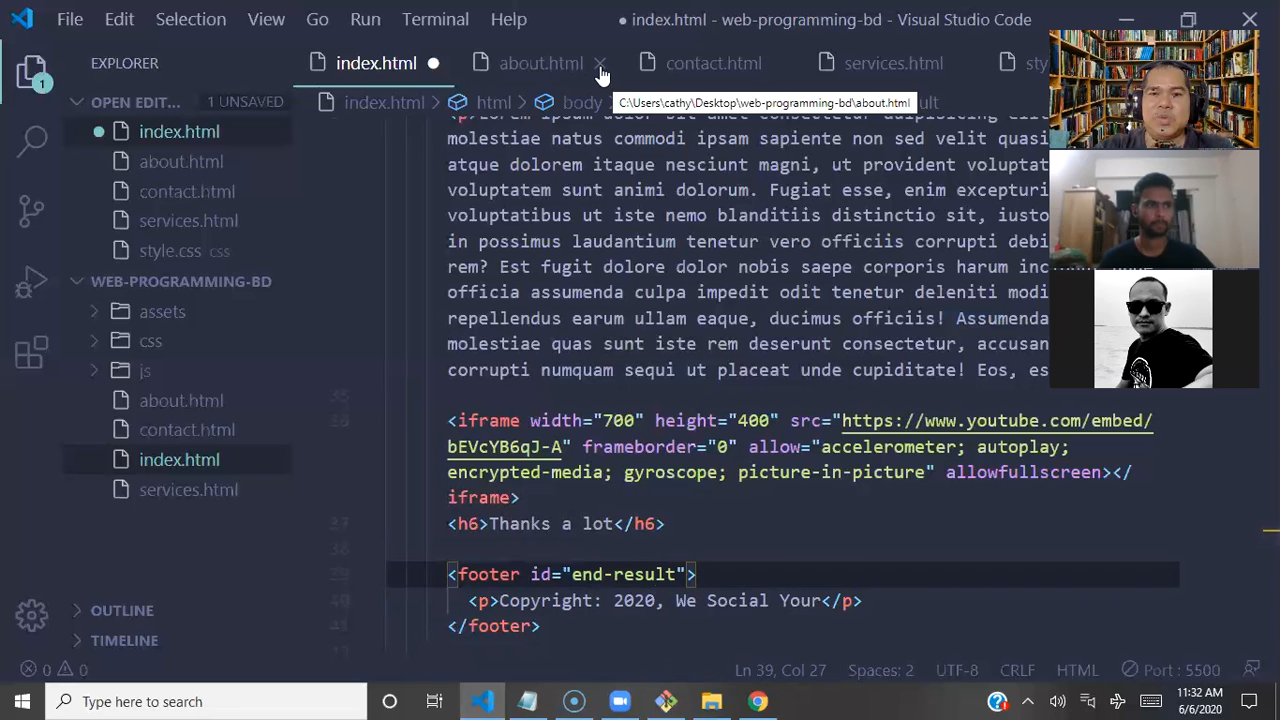 File Edit Selection View Go Run Terminal Help ● index.html - web-programming-bd - Visual Studio Code
EXPLORER
index.html about.html contact.html services.html sty
OPEN EDIT... 1 UNSAVED
index.html > html > body
ult
C:\Users\cathy\Desktop\web-programming-bd\about.html
1
index.html
about.html
contact.html
services.html
style.css css
WEB-PROGRAMMING-BD
assets
css
js
about.html
contact.html
index.html
services.html
OUTLINE
TIMELINE
molestiae natus commodi ipsam sapiente non sed velit quasi
atque dolorem itaque nesciunt magni, ut provident voluptat
voluptatem sunt animi dolorum. Fugiat esse, enim excepturi
voluptatibus ut iste nemo blanditiis distinctio sit, iusto
in possimus laudantium tenetur vero officiis corrupti debi
rem? Est fugit dolore dolor nobis saepe corporis harum inc
officia assumenda culpa impedit odit tenetur deleniti modi
repellendus earum ullam eaque, ducimus officiis! Assumenda
molestiae quas sunt iste rem deserunt consectetur, accusan
corrupti numquam sequi ut placeat unde cupiditate! Eos, es
<iframe width="700" height="400" src="https://www.youtube.com/embed/
bEVcYB6qJ-A" frameborder="0" allow="accelerometer; autoplay;
encrypted-media; gyroscope; picture-in-picture" allowfullscreen></
iframe>
<h6>Thanks a lot</h6>
<footer id="end-result">
<p>Copyright: 2020, We Social Your</p>
</footer>
0 0
Ln 39, Col 27 Spaces: 2 UTF-8 CRLF HTML Port : 5500
Type here to search
11:32 AM
6/6/2020